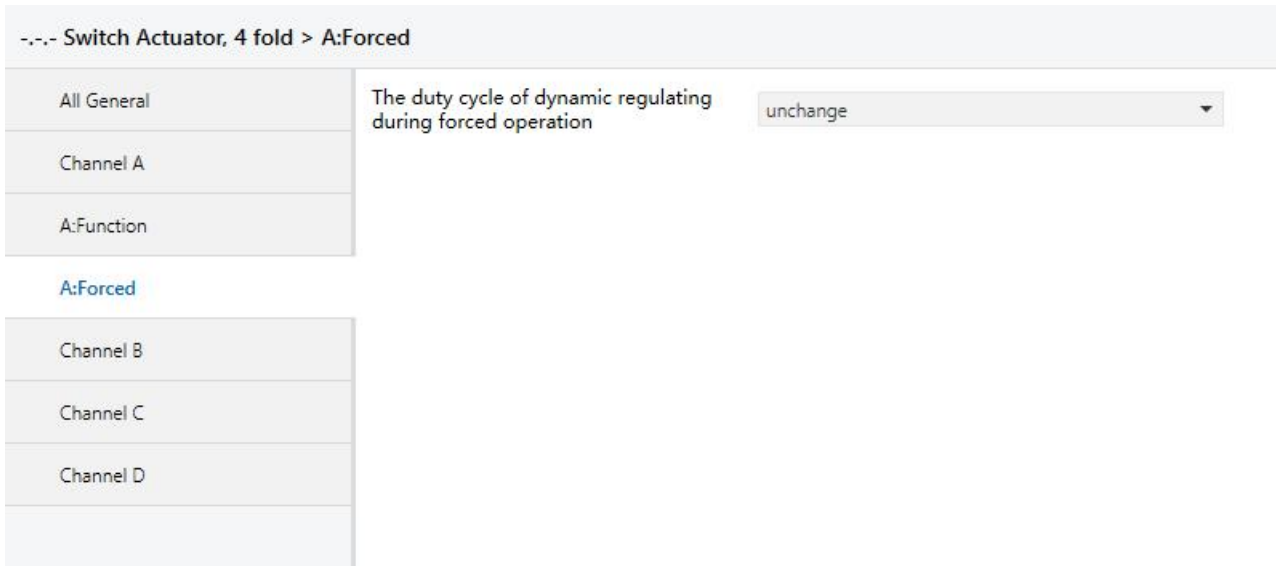 -.-.- Switch Actuator, 4 fold > A:Forced
All General
The duty cycle of dynamic regulating
during forced operation
unchange
Channel A
A:Function
A:Forced
Channel B
Channel C
Channel D